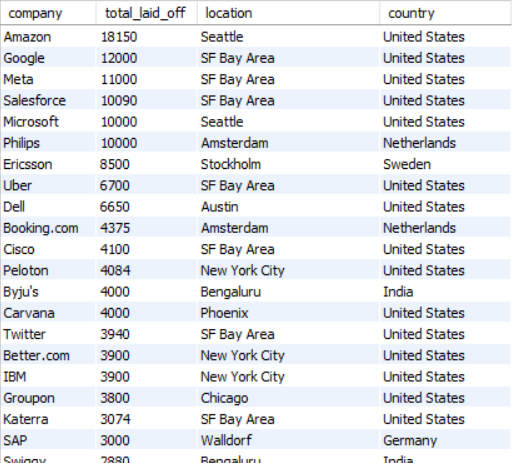 company total_laid_off location country
Amazon 18150 Seattle United States
Google 12000 SF Bay Area United States
Meta 11000 SF Bay Area United States
Salesforce 10090 SF Bay Area United States
Microsoft 10000 Seattle United States
Philips 10000 Amsterdam Netherlands
Ericsson 8500 Stockholm Sweden
Uber 6700 SF Bay Area United States
Dell 6650 Austin United States
Booking.com 4375 Amsterdam Netherlands
Cisco 4100 SF Bay Area United States
Peloton 4084 New York City United States
Byju's 4000 Bengaluru India
Carvana 4000 Phoenix United States
Twitter 3940 SF Bay Area United States
Better.com 3900 New York City United States
IBM 3900 New York City United States
Groupon 3800 Chicago United States
Katerra 3074 SF Bay Area United States
SAP 3000 Walldorf Germany
Swiggy 2880 Bengaluru India